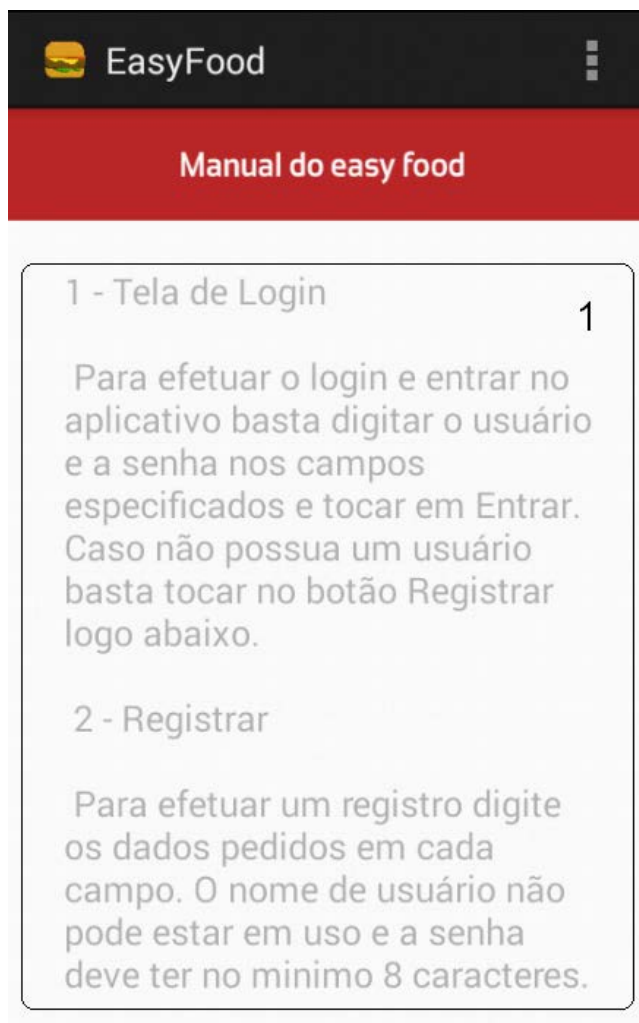 EasyFood
Manual do easy food
1 - Tela de Login
1
Para efetuar o login e entrar no
aplicativo basta digitar o usuário
e a senha nos campos
especificados e tocar em Entrar.
Caso não possua um usuário
basta tocar no botão Registrar
logo abaixo.
2 - Registrar
Para efetuar um registro digite
os dados pedidos em cada
campo. O nome de usuário não
pode estar em uso e a senha
deve ter no minimo 8 caracteres.